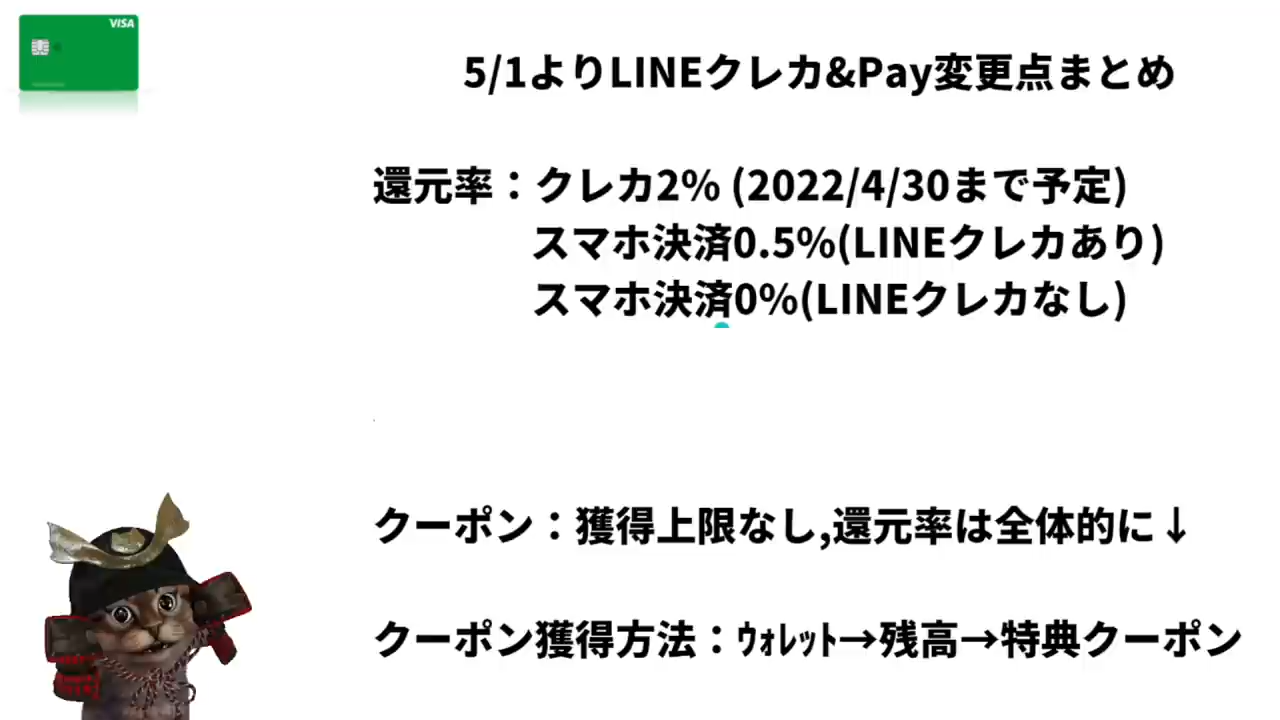 VISA
5/1よりLINEクレカ&Pay変更点まとめ
還元率：クレカ2% (2022/4/30まで予定)
スマホ決済0.5%(LINEクレカあり)
スマホ決済0%(LINEクレカなし)
クーポン：獲得上限なし,還元率は全体的に↓
クーポン獲得方法：ｳｫﾚｯﾄ→残高→特典クーポン